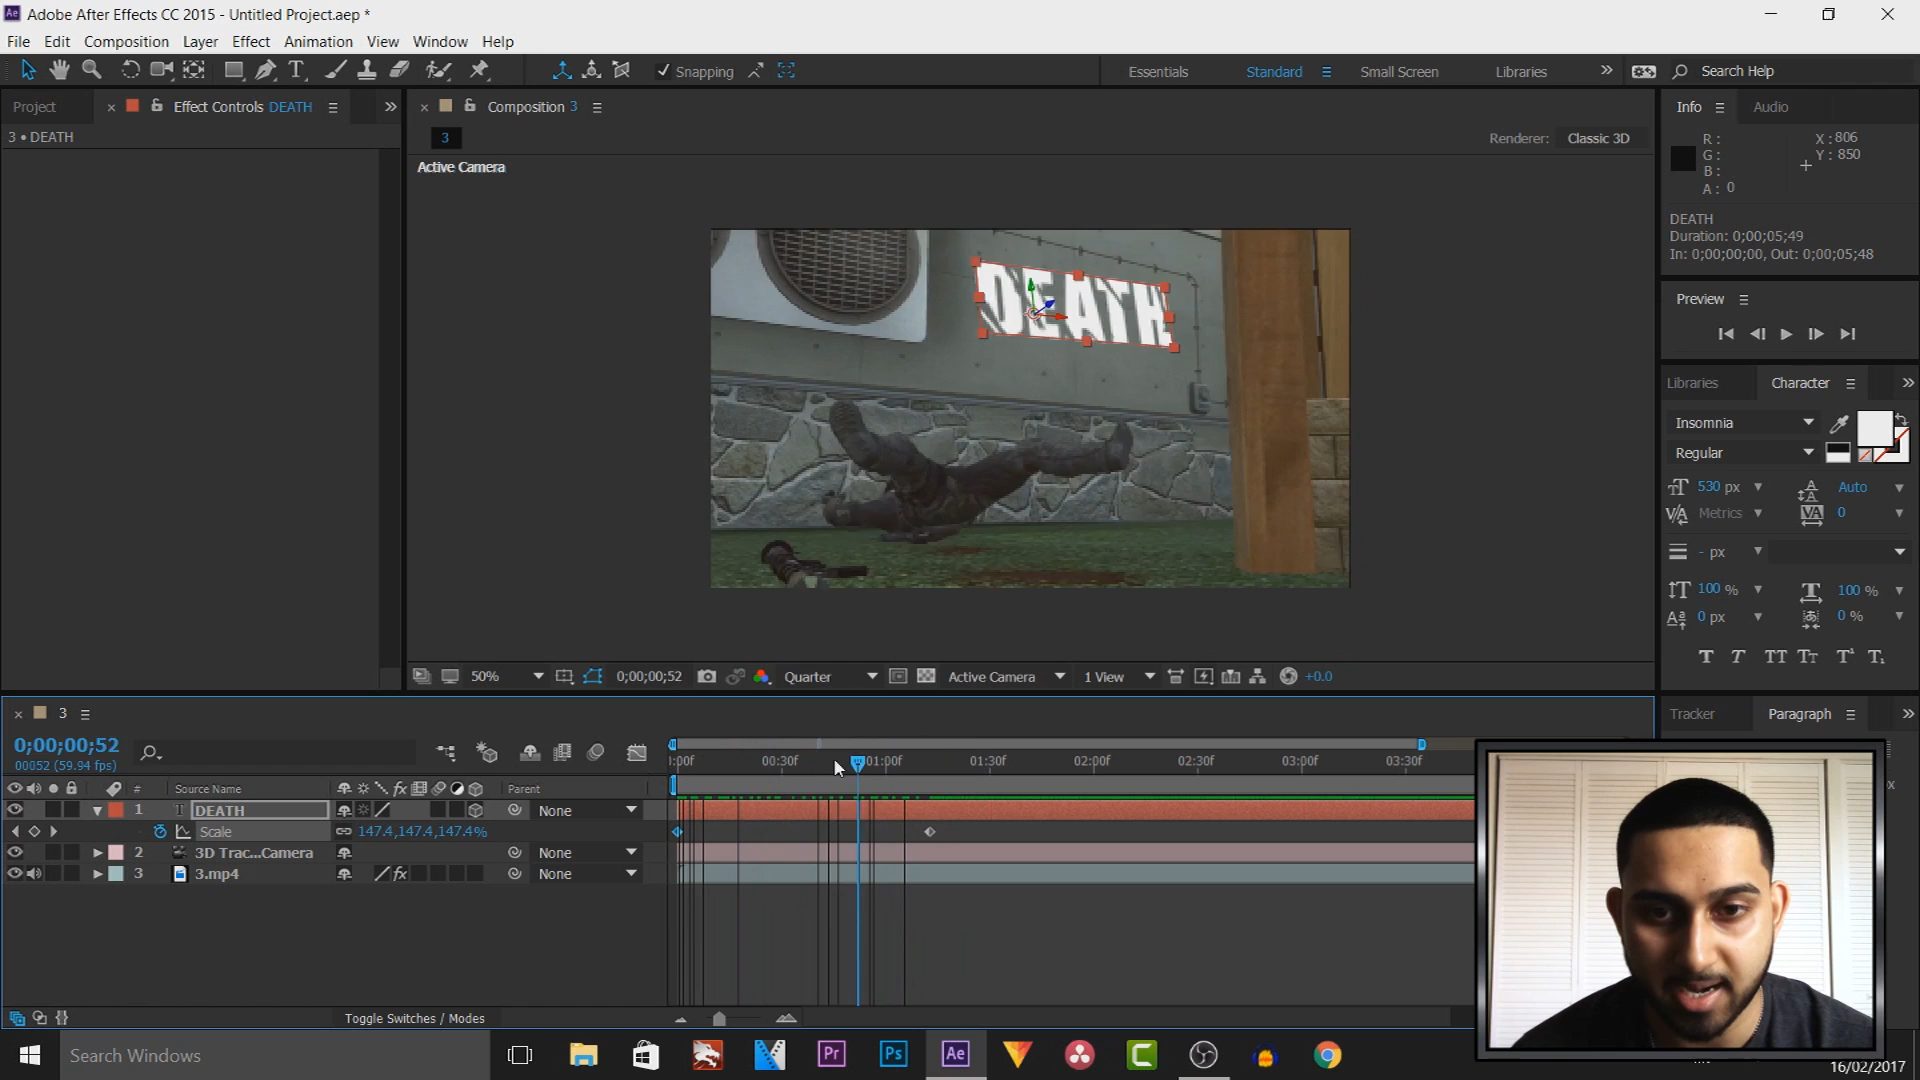 Adobe After Effects CC 2015 - Untitled Project.aep *
File Edit Composition Layer Effect Animation View Window Help
Snapping
Essentials Standard Small Screen Libraries Search Help
Project Effect Controls DEATH
Composition 3
Info Audio
3 • DEATH
3
Renderer: Classic 3D
Active Camera
R :
G :
B :
A : 0
X : 806
Y : 850
DEATH
Duration: 0;00;05;49
In: 0;00;00;00, Out: 0;00;05;48
DEATH
Preview
Libraries Character
Insomnia
Regular
530 px Auto
Metrics 0
- px
100 % 100 %
0 px 0 %
50% 0;00;00;52 Quarter Active Camera 1 View +0.0
3
Tracker Paragraph
0;00;00;52
00052 (59.94 fps)
:00f 00:30f 01:00f 01:30f 02:00f 02:30f 03:00f 03:30f
# Source Name Parent
1 DEATH None
Scale 147.4,147.4,147.4%
2 3D Trac...Camera None
3 3.mp4 None
Toggle Switches / Modes
Search Windows
Pr Ps Ae
16/02/2017